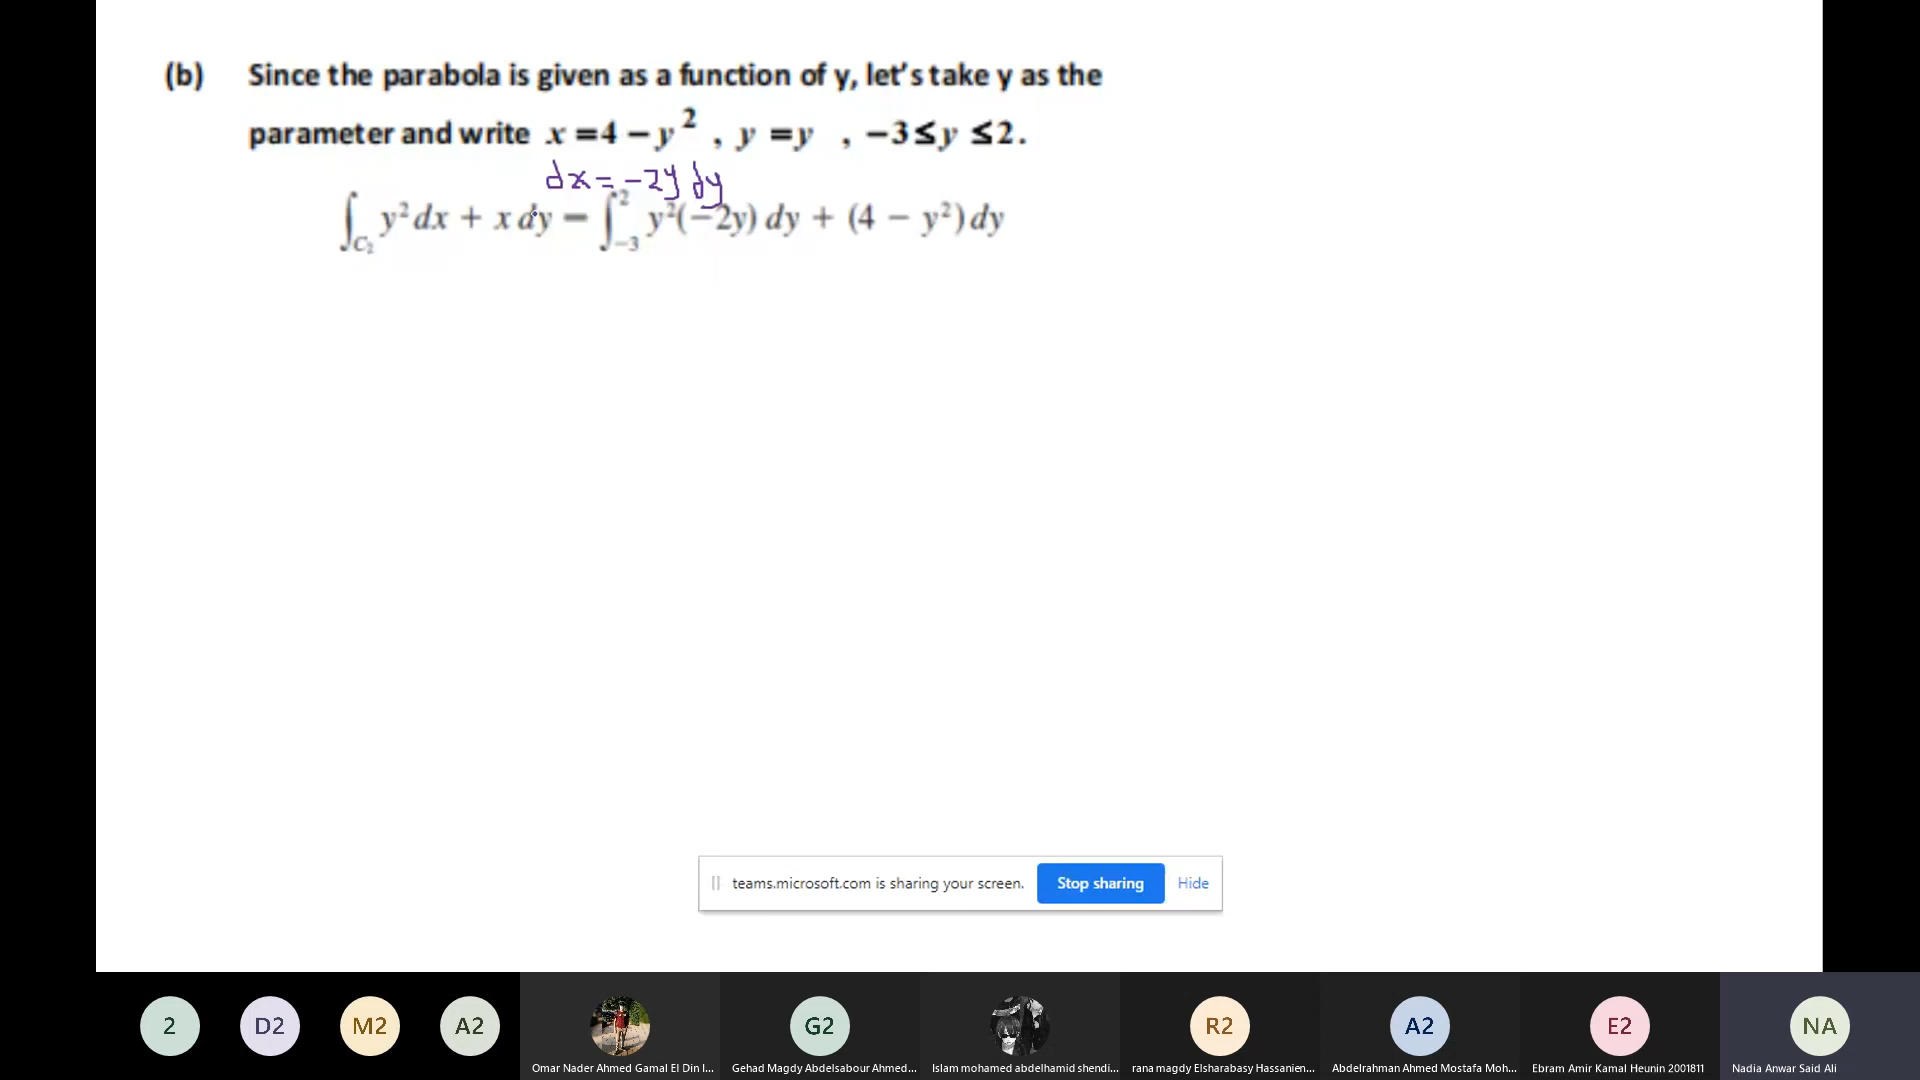 (b) Since the parabola is given as a function of y, let's take y as the
parameter and write x = 4 − y² , y = y , −3 ≤ y ≤ 2.
dx = −2y dy
∫_C₂ y² dx + x dy = ∫_−3^2 y²(−2y) dy + (4 − y²) dy
teams.microsoft.com is sharing your screen. Stop sharing Hide
2 D2 M2 A2 G2 R2 A2 E2 NA
Omar Nader Ahmed Gamal El Din I... Gehad Magdy Abdelsabour Ahmed... Islam mohamed abdelhamid shendi... rana magdy Elsharabasy Hassanien... Abdelrahman Ahmed Mostafa Moh... Ebram Amir Kamal Heunin 2001811 Nadia Anwar Said Ali